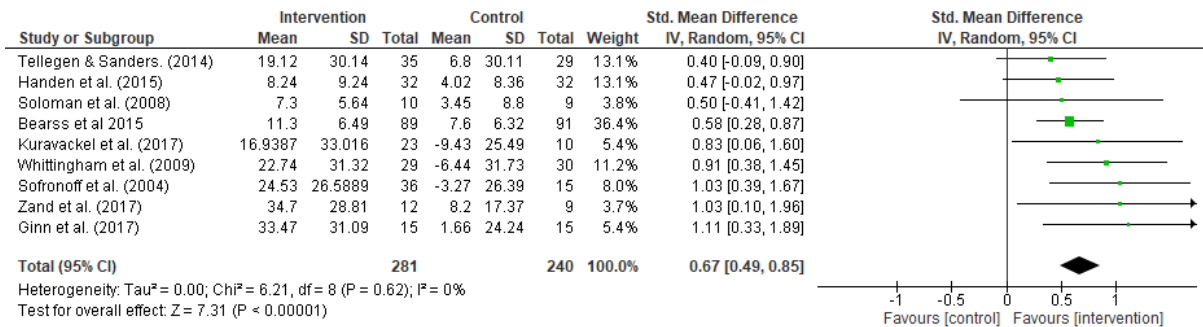 Intervention Control Std. Mean Difference Std. Mean Difference
Study or Subgroup Mean SD Total Mean SD Total Weight IV, Random, 95% CI IV, Random, 95% CI
Tellegen & Sanders. (2014) 19.12 30.14 35 6.8 30.11 29 13.1% 0.40 [-0.09, 0.90]
Handen et al. (2015) 8.24 9.24 32 4.02 8.36 32 13.1% 0.47 [-0.02, 0.97]
Soloman et al. (2008) 7.3 5.64 10 3.45 8.8 9 3.8% 0.50 [-0.41, 1.42]
Bearss et al 2015 11.3 6.49 89 7.6 6.32 91 36.4% 0.58 [0.28, 0.87]
Kuravackel et al. (2017) 16.9387 33.016 23 -9.43 25.49 10 5.4% 0.83 [0.06, 1.60]
Whittingham et al. (2009) 22.74 31.32 29 -6.44 31.73 30 11.2% 0.91 [0.38, 1.45]
Sofronoff et al. (2004) 24.53 26.5889 36 -3.27 26.39 15 8.0% 1.03 [0.39, 1.67]
Zand et al. (2017) 34.7 28.81 12 8.2 17.37 9 3.7% 1.03 [0.10, 1.96]
Ginn et al. (2017) 33.47 31.09 15 1.66 24.24 15 5.4% 1.11 [0.33, 1.89]
Total (95% CI) 281 240 100.0% 0.67 [0.49, 0.85]
Heterogeneity: Tau² = 0.00; Chi² = 6.21, df = 8 (P = 0.62); I² = 0%
Test for overall effect: Z = 7.31 (P < 0.00001)
-1 -0.5 0 0.5 1
Favours [control] Favours [intervention]